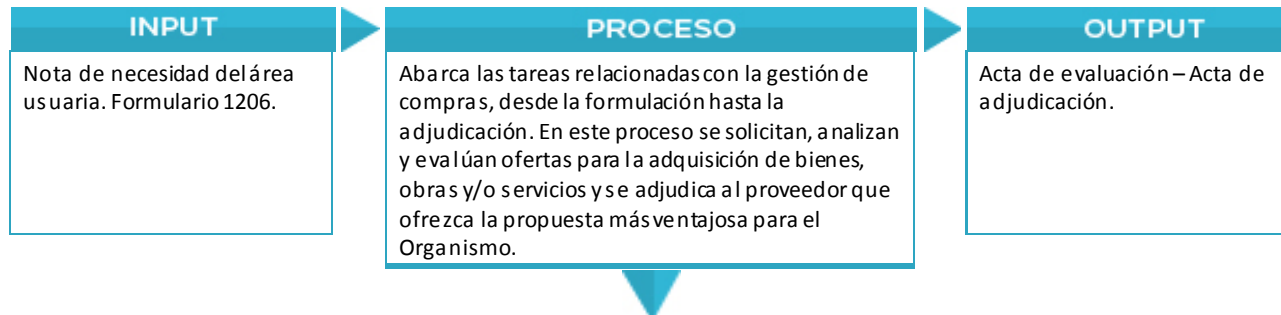 INPUT
Nota de necesidad del área
usuaria. Formulario 1206.
PROCESO
Abarca las tareas relacionadas con la gestión de
compras, desde la formulación hasta la
adjudicación. En este proceso se solicitan, analizan
y evalúan ofertas para la adquisición de bienes,
obras y/o servicios y se adjudica al proveedor que
ofrezca la propuesta más ventajosa para el
Organismo.
OUTPUT
Acta de evaluación – Acta de
adjudicación.